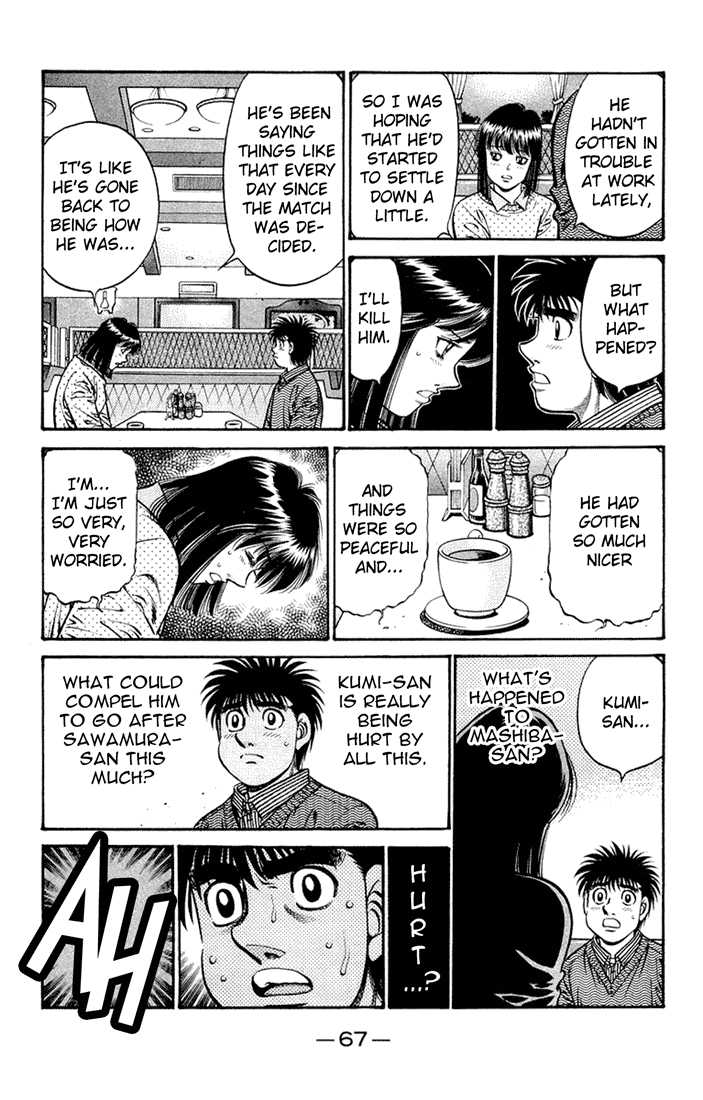 HE
HADN'T
GOTTEN IN
TROUBLE
AT WORK
LATELY,
SO I WAS
HOPING
THAT HE'D
STARTED
TO SETTLE
DOWN A
LITTLE.
HE'S BEEN
SAYING
THINGS LIKE
THAT EVERY
DAY SINCE
THE MATCH
WAS DE-
CIDED.
IT'S LIKE
HE'S GONE
BACK TO
BEING HOW
HE WAS...
BUT
WHAT
HAP-
PENED?
I'LL
KILL
HIM.
HE HAD
GOTTEN
SO MUCH
NICER
AND
THINGS
WERE SO
PEACEFUL
AND...
I'M...
I'M JUST
SO VERY,
VERY
WORRIED.
KUMI-
SAN...
WHAT'S
HAPPENED
TO
MASHIBA-
SAN?
KUMI-SAN
IS REALLY
BEING
HURT BY
ALL THIS.
WHAT COULD
COMPEL HIM
TO GO AFTER
SAWAMURA-
SAN THIS
MUCH?
HURT...?
AH
—67—